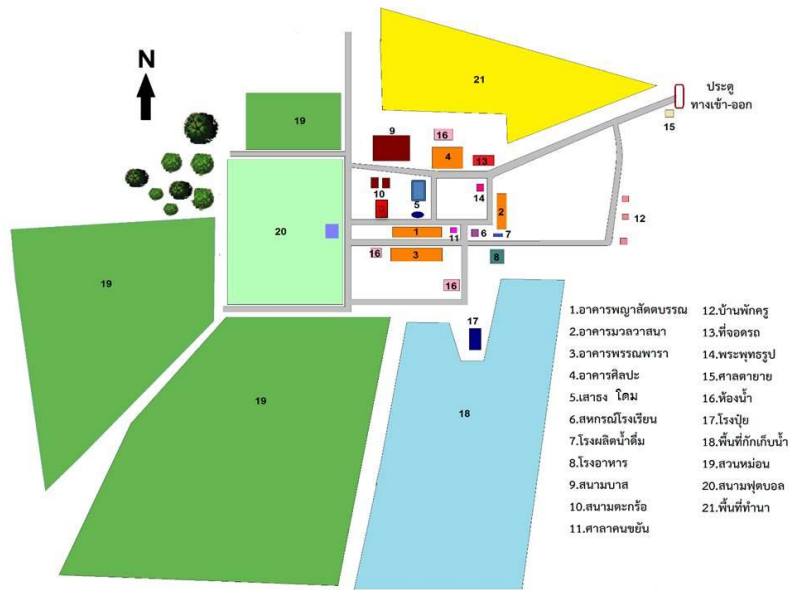 N
21
ประตู
ทางเข้า-ออก
19
9
16
15
4
13
10
5
14
2
12
20
1
11
6
7
16
3
8
19
16
17
19
18
1.อาคารพญาสัตตบรรณ
2.อาคารมวลวาสนา
3.อาคารพรรณพารา
4.อาคารศิลปะ
5.เสาธง โดม
6.สหกรณ์โรงเรียน
7.โรงผลิตน้ำดื่ม
8.โรงอาหาร
9.สนามบาส
10.สนามตะกร้อ
11.ศาลาคนขยัน
12.บ้านพักครู
13.ที่จอดรถ
14.พระพุทธรูป
15.ศาลตายาย
16.ห้องน้ำ
17.โรงปุ๋ย
18.พื้นที่กักเก็บน้ำ
19.สวนหม่อน
20.สนามฟุตบอล
21.พื้นที่ทำนา